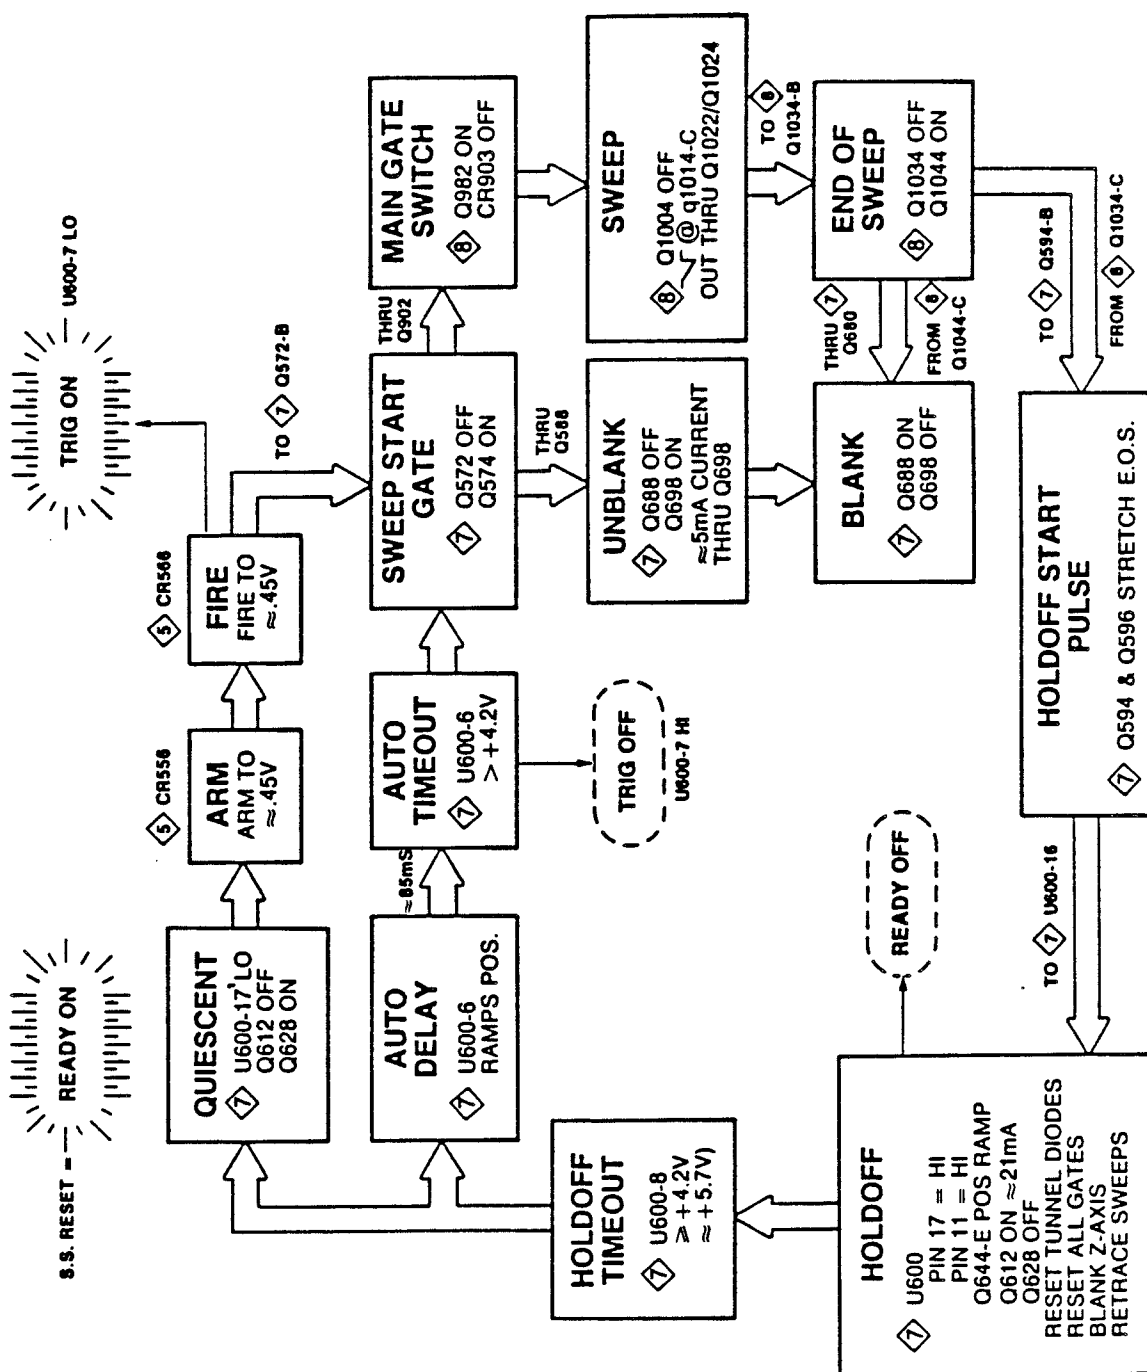 S.S. RESET =
READY ON
TRIG ON
U600-7 LO
QUIESCENT
7 U600-17 LO
Q612 OFF
Q628 ON
5 CR556
ARM
ARM TO
≈.45V
5 CR566
FIRE
FIRE TO
≈.45V
TO 7 Q572-B
AUTO
DELAY
7 U600-6
RAMPS POS.
≈85mS
AUTO
TIMEOUT
7 U600-6
> +4.2V
TRIG OFF
U600-7 HI
SWEEP START
GATE
7 Q572 OFF
Q574 ON
THRU
Q902
MAIN GATE
SWITCH
8 Q982 ON
CR903 OFF
THRU
Q588
UNBLANK
7 Q688 OFF
Q698 ON
≈5mA CURRENT
THRU Q698
SWEEP
8 Q1004 OFF
8 @ q1014-C
OUT THRU Q1022/Q1024
TO 8
Q1034-B
END OF
SWEEP
8 Q1034 OFF
Q1044 ON
THRU 7
Q680
FROM 8
Q1044-C
BLANK
7 Q688 ON
Q698 OFF
TO 7 Q594-B
FROM 8 Q1034-C
HOLDOFF START
PULSE
7 Q594 & Q596 STRETCH E.O.S.
TO 7 U600-16
READY OFF
HOLDOFF
7 U600
PIN 17 = HI
PIN 11 = HI
Q644-E POS RAMP
Q612 ON ≈21mA
Q628 OFF
RESET TUNNEL DIODES
RESET ALL GATES
BLANK Z-AXIS
RETRACE SWEEPS
HOLDOFF
TIMEOUT
7 U600-8
≥ +4.2V
≈ +5.7V)